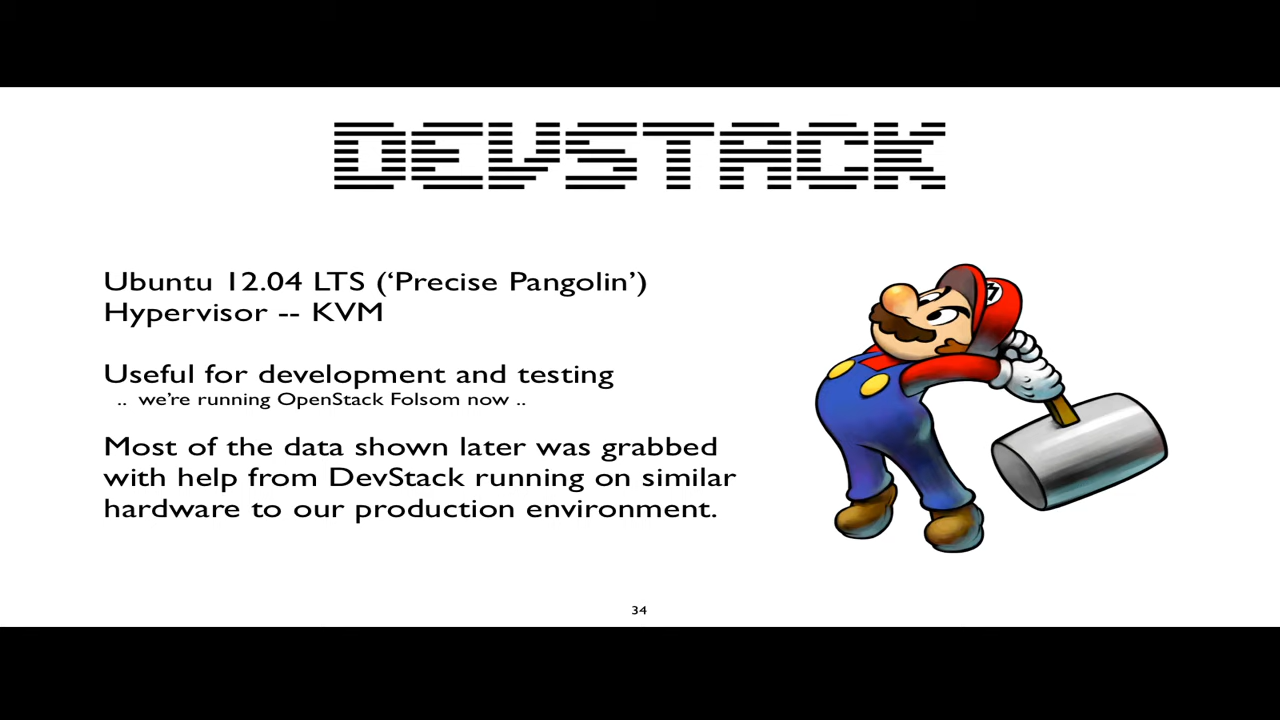 DEVSTACK
Ubuntu 12.04 LTS (‘Precise Pangolin’)
Hypervisor -- KVM
Useful for development and testing
.. we’re running OpenStack Folsom now ..
Most of the data shown later was grabbed
with help from DevStack running on similar
hardware to our production environment.
34